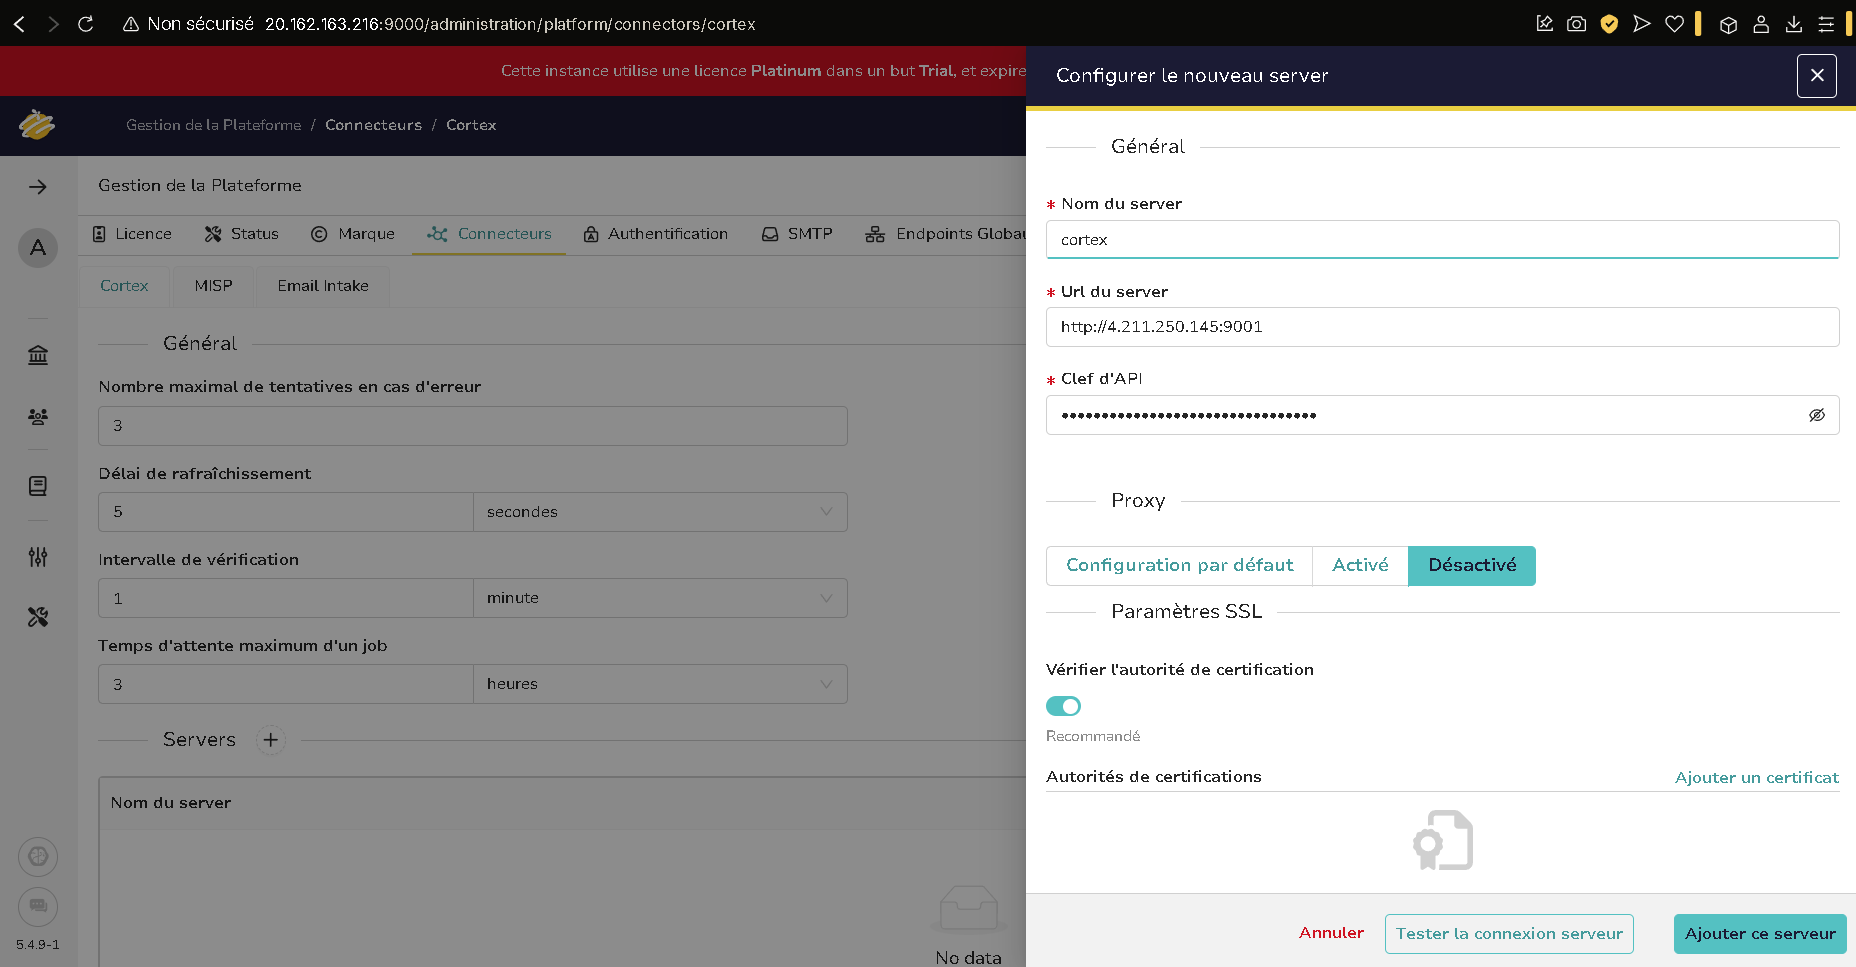 Non sécurisé 20.162.163.216:9000/administration/platform/connectors/cortex
Cette instance utilise une licence Platinum dans un but Trial, et expire
Gestion de la Plateforme / Connecteurs / Cortex
Gestion de la Plateforme
Licence Status Marque Connecteurs Authentification SMTP Endpoints Globau
Cortex MISP Email Intake
A
Général
Nombre maximal de tentatives en cas d'erreur
3
Délai de rafraîchissement
5 secondes
Intervalle de vérification
1 minute
Temps d'attente maximum d'un job
3 heures
Servers +
Nom du server
No data
5.4.9-1
Configurer le nouveau server
Général
* Nom du server
cortex
* Url du server
http://4.211.250.145:9001
* Clef d'API
••••••••••••••••••••••••••••••••
Proxy
Configuration par défaut Activé Désactivé
Paramètres SSL
Vérifier l'autorité de certification
Recommandé
Autorités de certifications Ajouter un certificat
Annuler Tester la connexion serveur Ajouter ce serveur